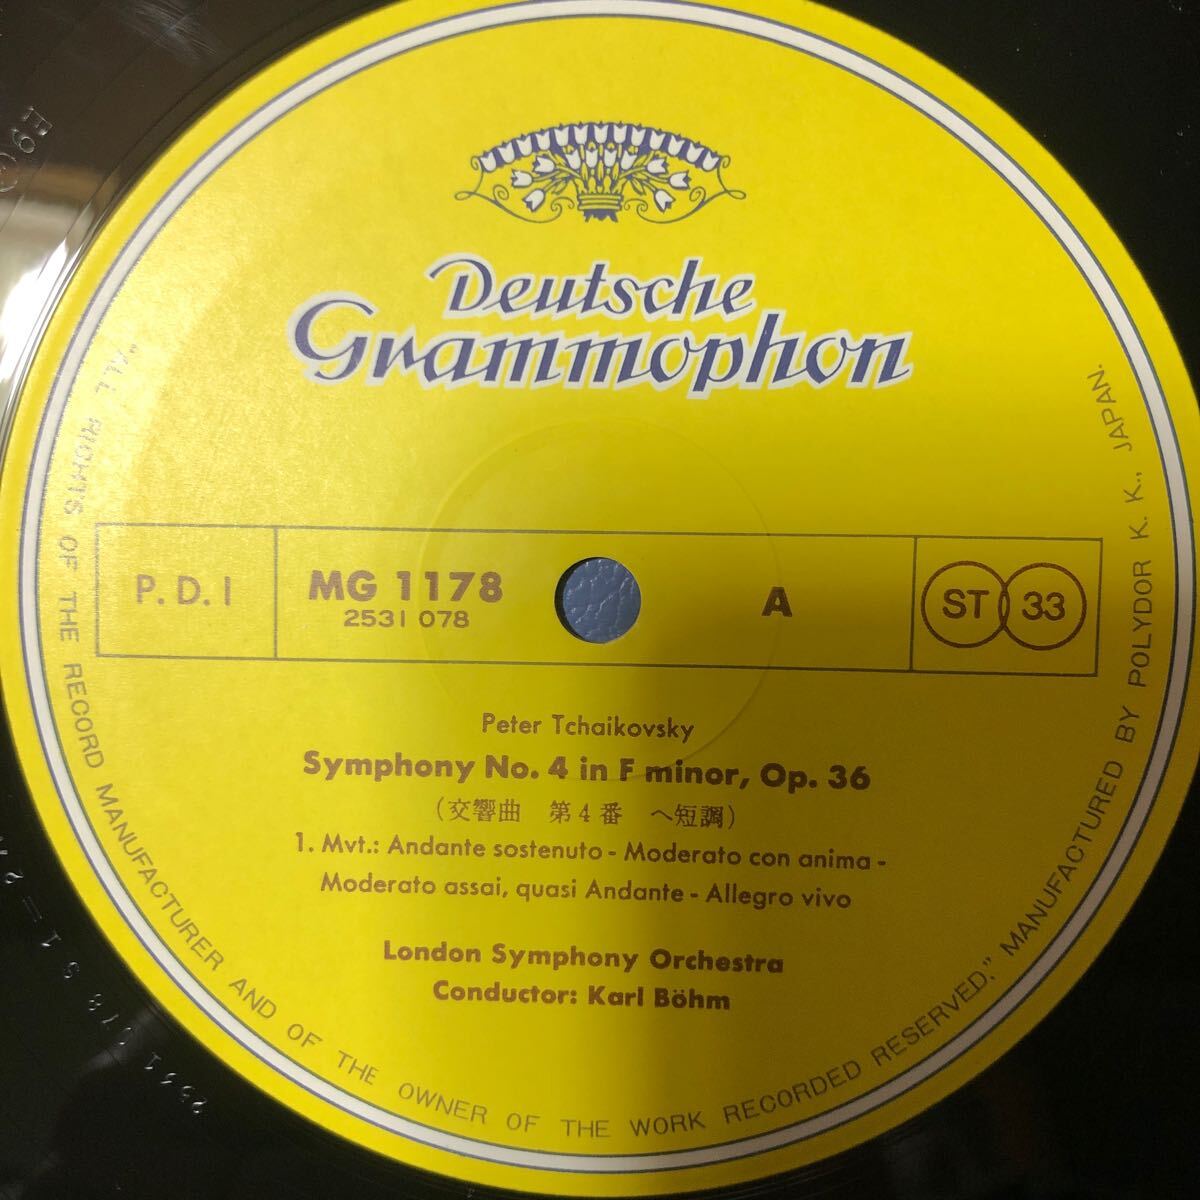 Deutsche
Grammophon
P.D.I
MG 1178
2531 078
A
ST 33
Peter Tchaikovsky
Symphony No. 4 in F minor, Op. 36
(交響曲 第4番 ヘ短調)
1. Mvt.: Andante sostenuto - Moderato con anima -
Moderato assai, quasi Andante - Allegro vivo
London Symphony Orchestra
Conductor: Karl Böhm
"ALL RIGHTS OF THE RECORD MANUFACTURER AND OF THE OWNER OF THE WORK RECORDED RESERVED." MANUFACTURED BY POLYDOR K. K., JAPAN.